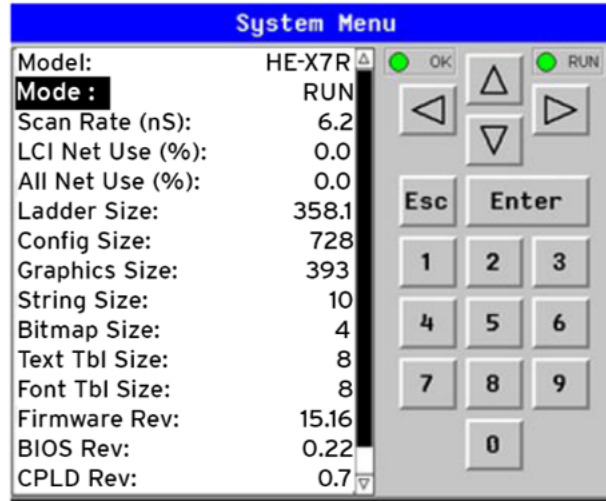 System Menu
Model: HE-X7R
Mode : RUN
Scan Rate (nS): 6.2
LCI Net Use (%): 0.0
All Net Use (%): 0.0
Ladder Size: 358.1
Config Size: 728
Graphics Size: 393
String Size: 10
Bitmap Size: 4
Text Tbl Size: 8
Font Tbl Size: 8
Firmware Rev: 15.16
BIOS Rev: 0.22
CPLD Rev: 0.7
OK RUN
Esc Enter
1 2 3
4 5 6
7 8 9
0